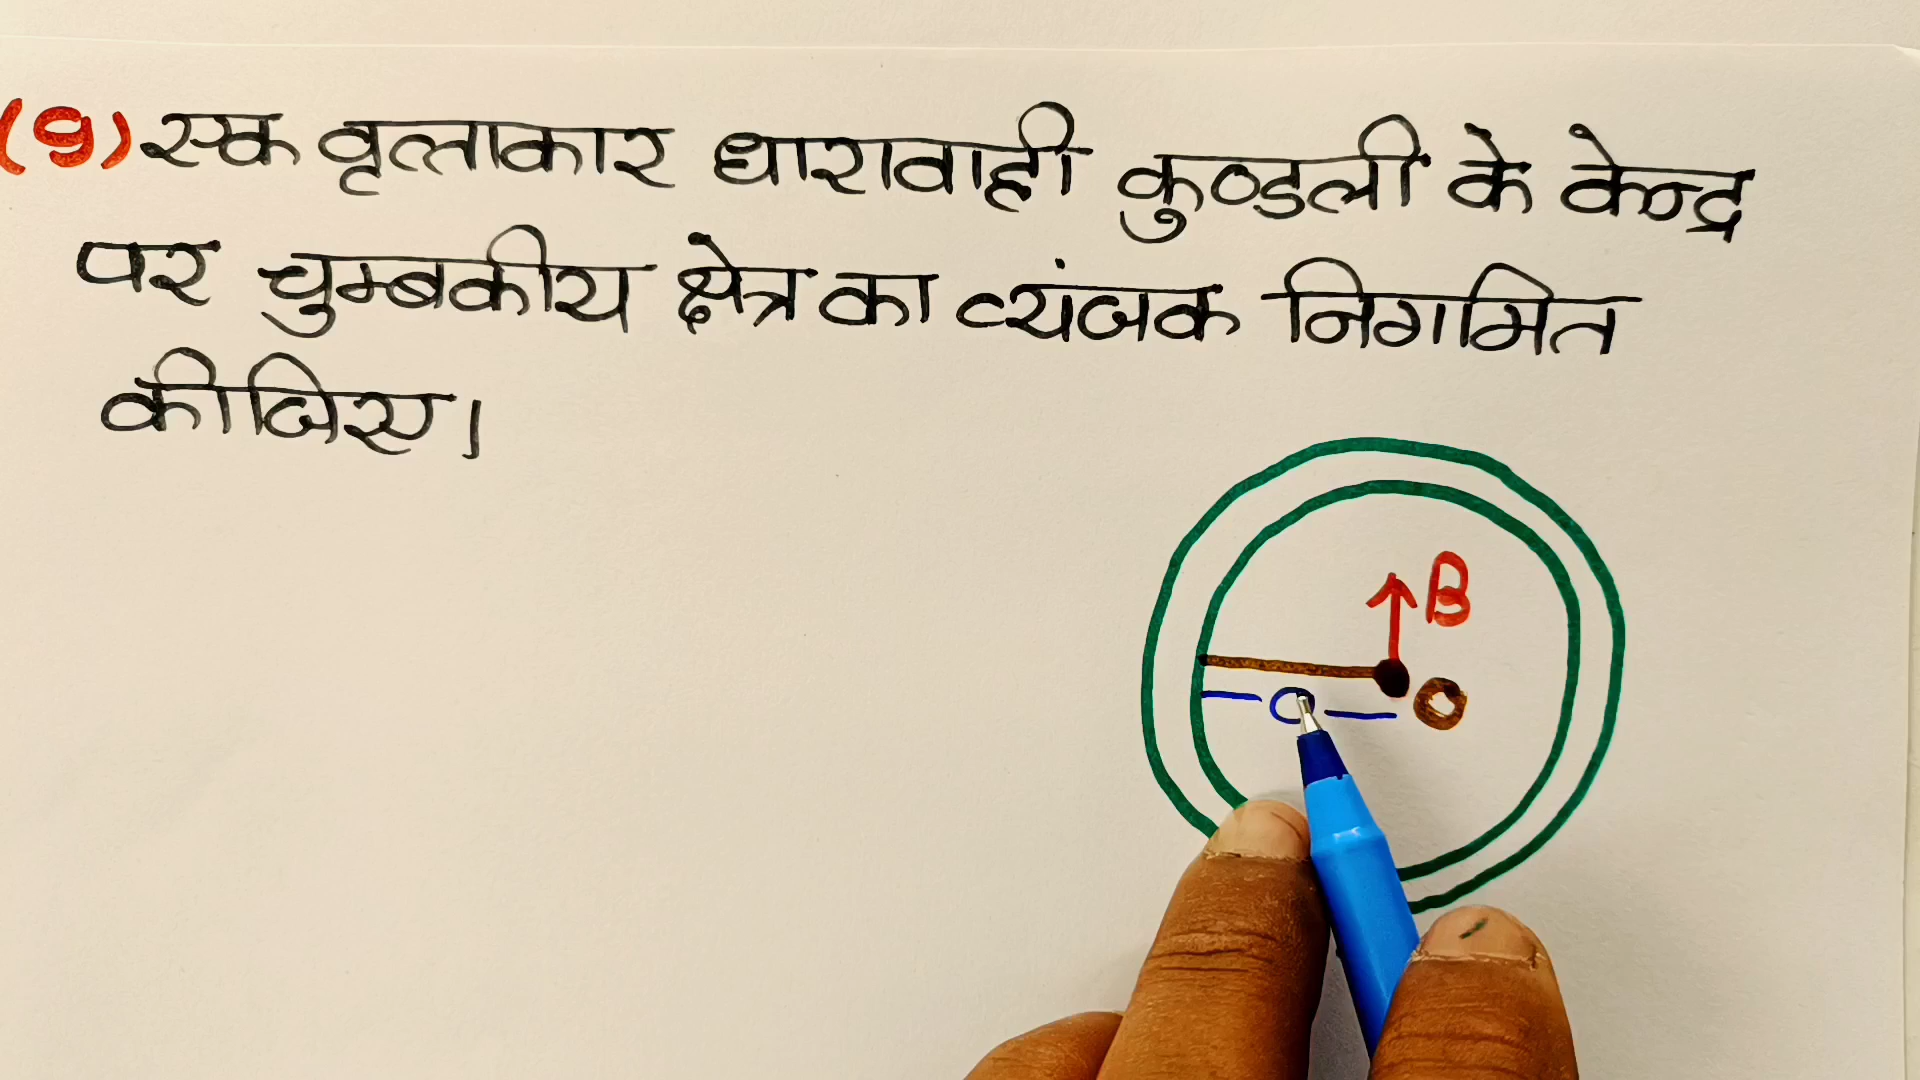 (9) एक वृत्ताकार धारावाही कुण्डली के केन्द्र
पर चुम्बकीय क्षेत्र का व्यंजक निगमित
कीजिए।
B
O